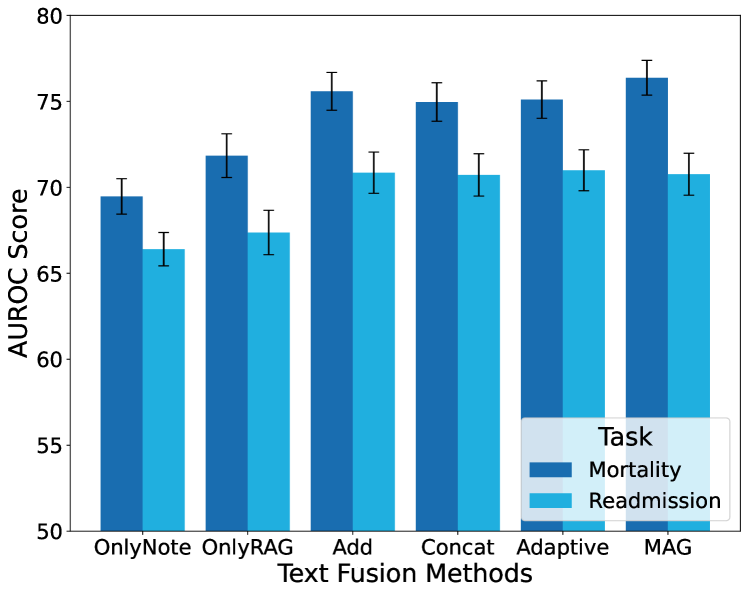 80
75
70
65
60
55
50
AUROC Score
Task
Mortality
Readmission
OnlyNote OnlyRAG Add Concat Adaptive MAG
Text Fusion Methods